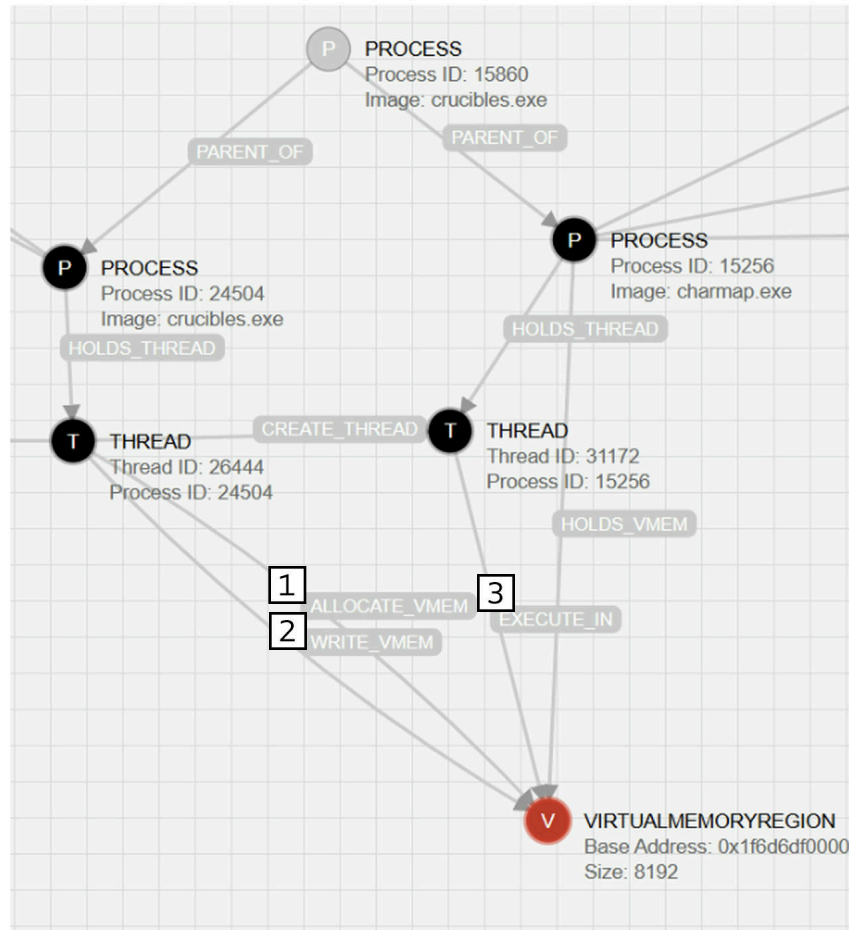 P
PROCESS
Process ID: 15860
Image: crucibles.exe
PARENT_OF
PARENT_OF
P
PROCESS
Process ID: 24504
Image: crucibles.exe
P
PROCESS
Process ID: 15256
Image: charmap.exe
HOLDS_THREAD
HOLDS_THREAD
T
THREAD
Thread ID: 26444
Process ID: 24504
CREATE_THREAD
T
THREAD
Thread ID: 31172
Process ID: 15256
HOLDS_VMEM
1
ALLOCATE_VMEM
2
WRITE_VMEM
3
EXECUTE_IN
V
VIRTUALMEMORYREGION
Base Address: 0x1f6d6df0000
Size: 8192